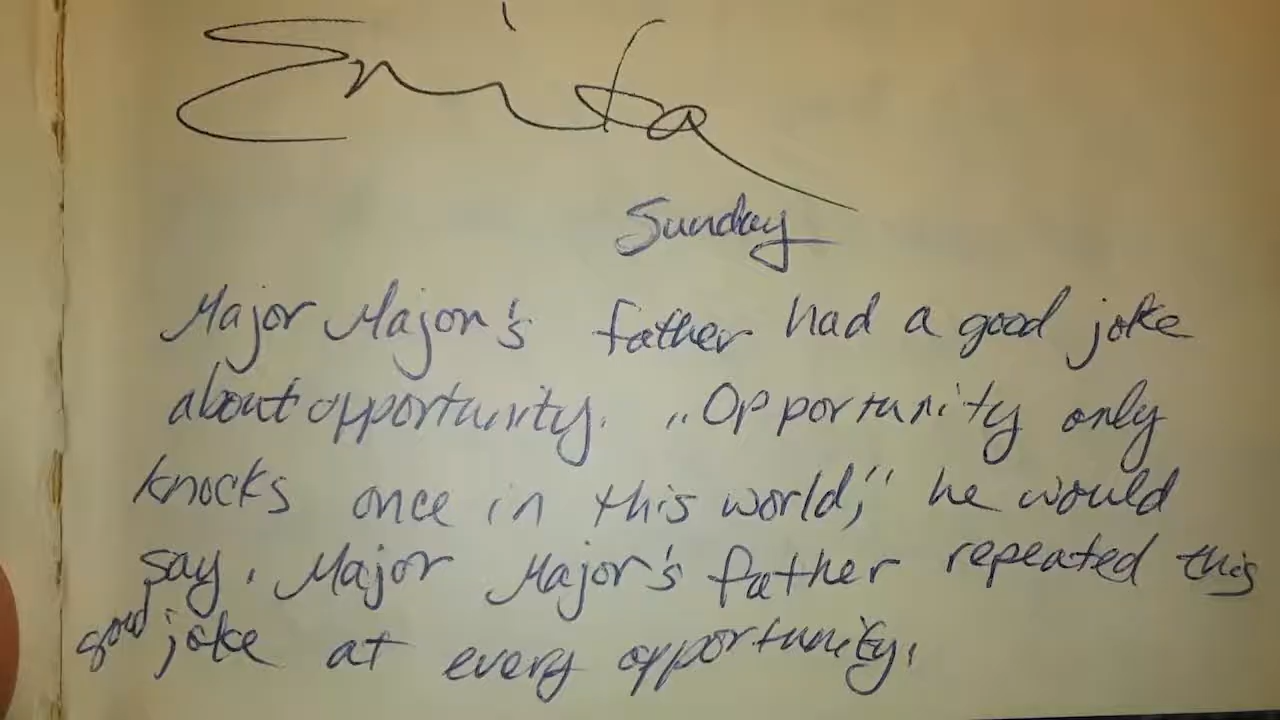 Enita
Sunday
Major Major's father had a good joke
about opportunity. „Opportunity only
knocks once in this world," he would
say. Major Major's father repeated this
good joke at every opportunity.